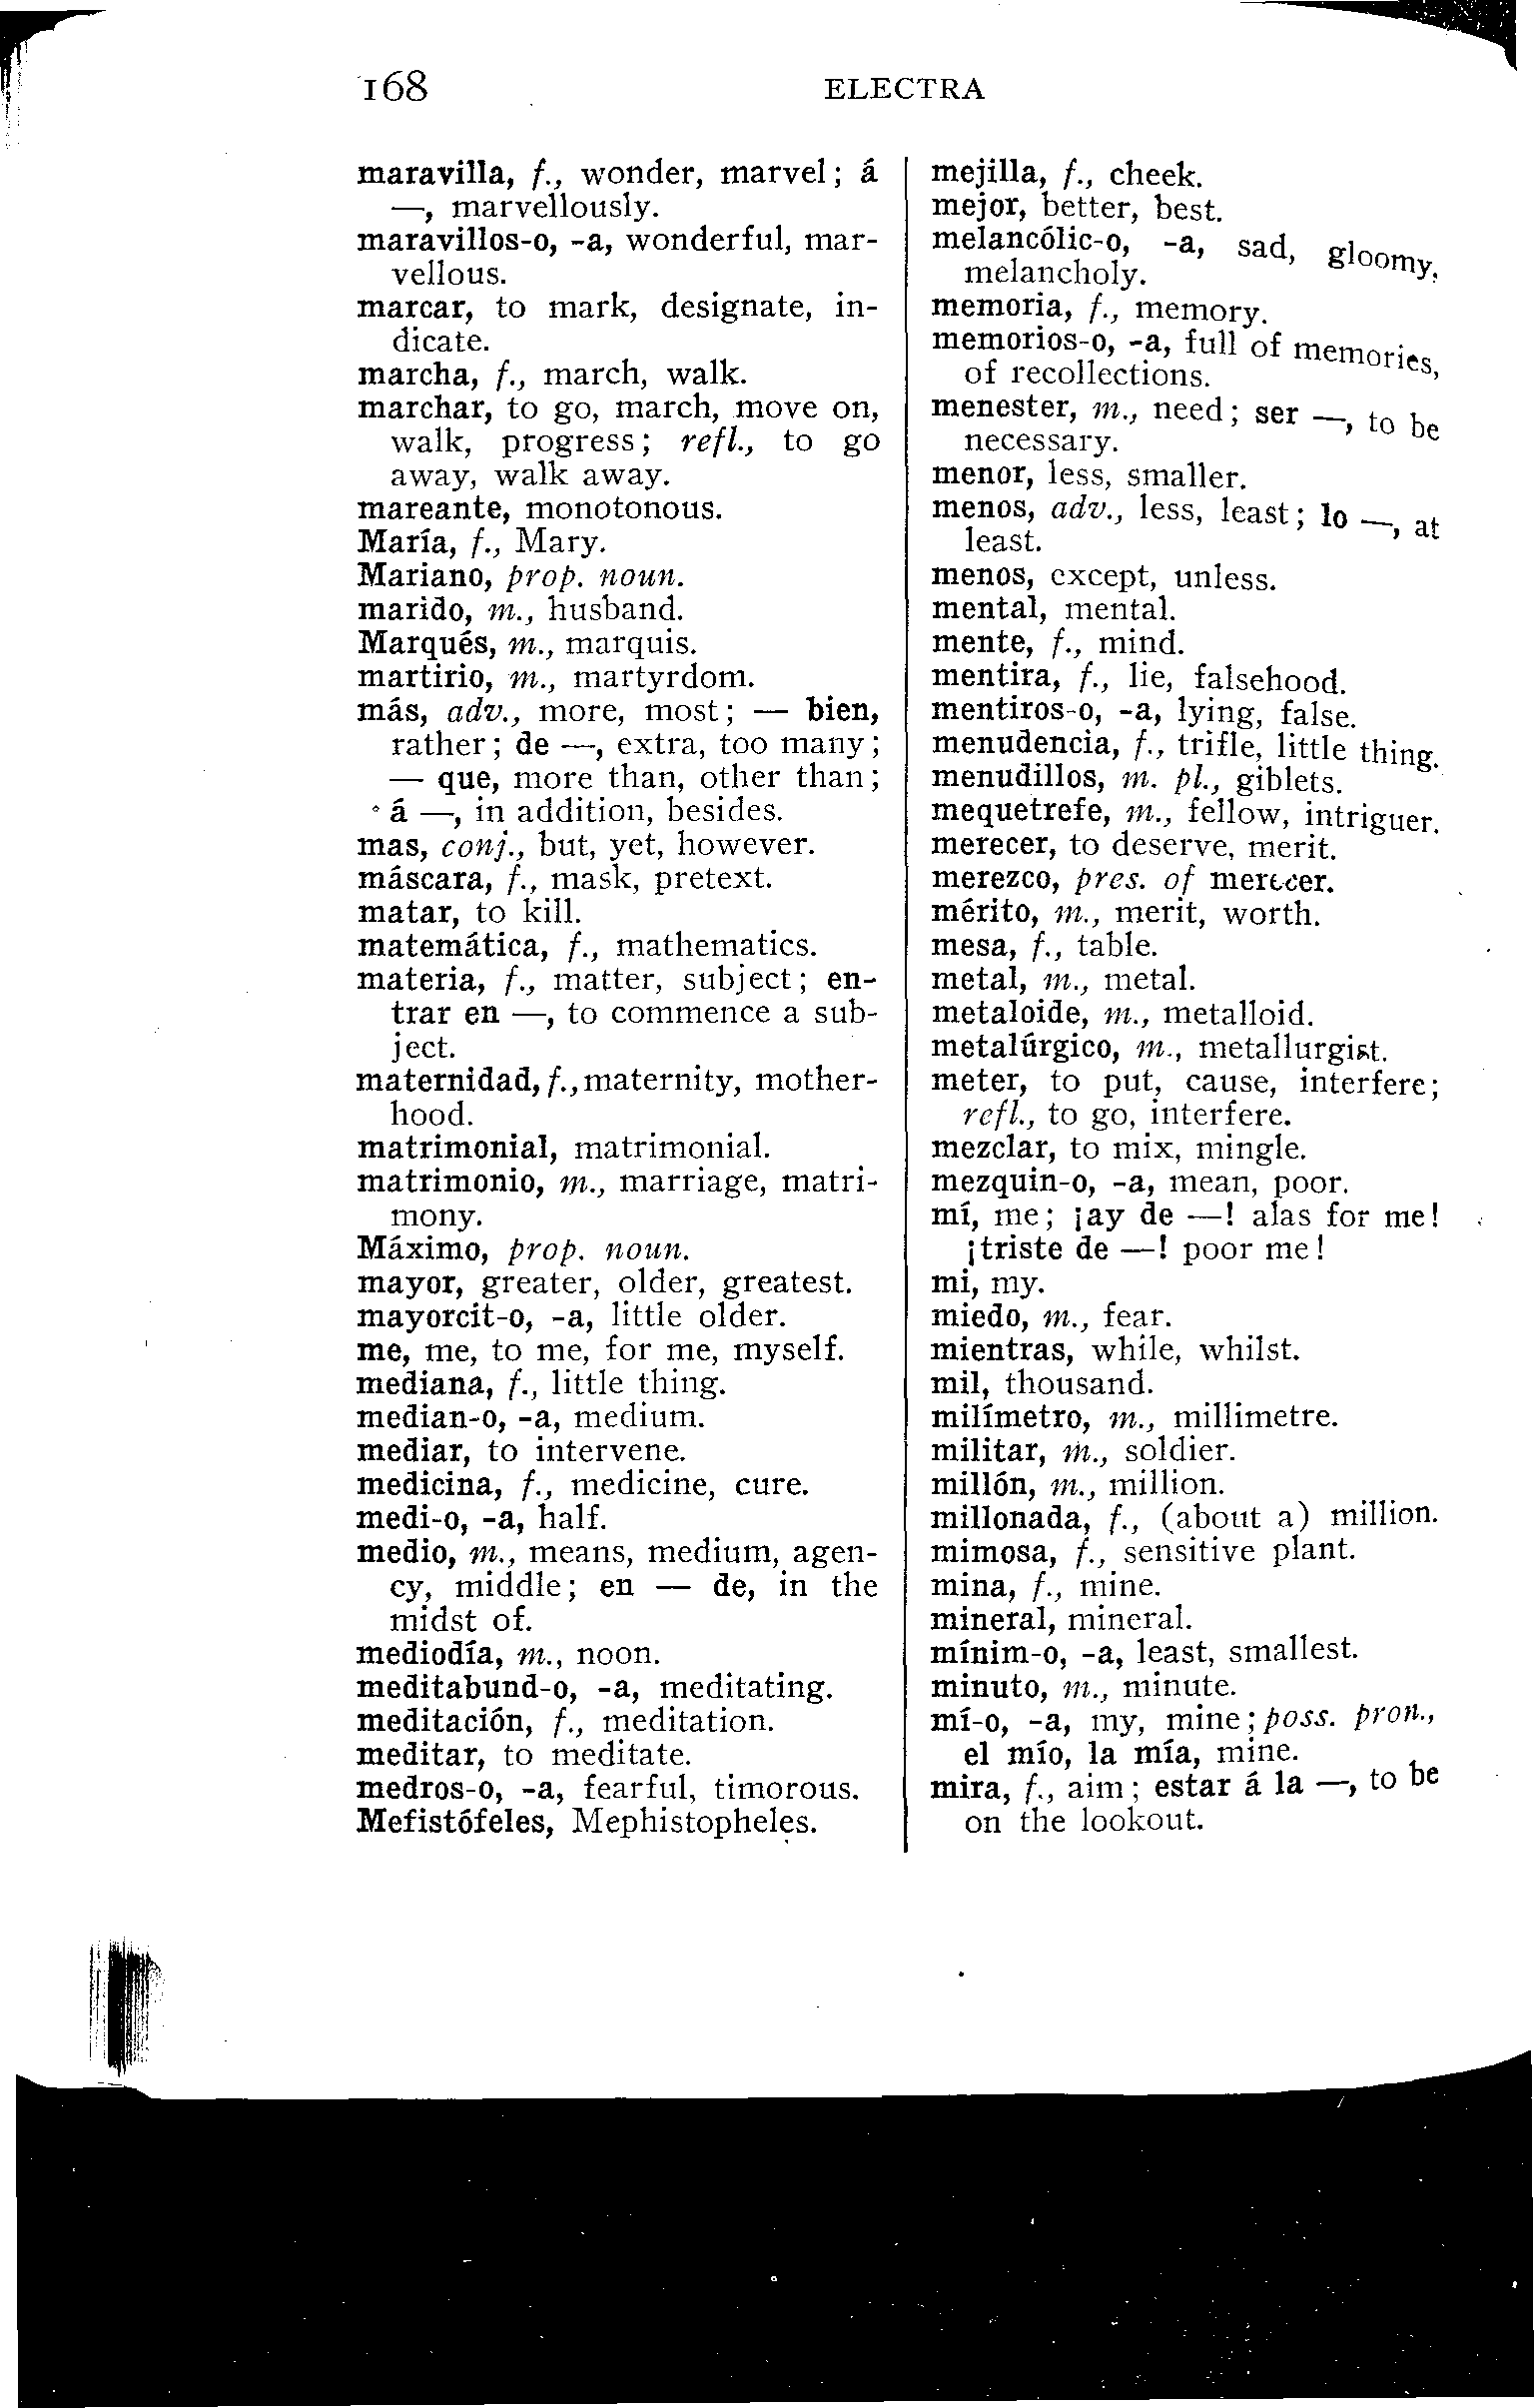 168
ELECTRA
maravilla, f., wonder, marvel; á
—, marvellously.
maravillos-o, -a, wonderful, mar-
vellous.
marcar, to mark, designate, in-
dicate.
marcha, f., march, walk.
marchar, to go, march, move on,
walk, progress; refl., to go
away, walk away.
mareante, monotonous.
María, f., Mary.
Mariano, prop. noun.
marido, m., husband.
Marqués, m., marquis.
martirio, m., martyrdom.
más, adv., more, most; — bien,
rather; de —, extra, too many;
— que, more than, other than;
á —, in addition, besides.
mas, conj., but, yet, however.
máscara, f., mask, pretext.
matar, to kill.
matemática, f., mathematics.
materia, f., matter, subject; en-
trar en —, to commence a sub-
ject.
maternidad, f., maternity, mother-
hood.
matrimonial, matrimonial.
matrimonio, m., marriage, matri-
mony.
Máximo, prop. noun.
mayor, greater, older, greatest.
mayorcit-o, -a, little older.
me, me, to me, for me, myself.
mediana, f., little thing.
median-o, -a, medium.
mediar, to intervene.
medicina, f., medicine, cure.
medi-o, -a, half.
medio, m., means, medium, agen-
cy, middle; en — de, in the
midst of.
mediodía, m., noon.
meditabund-o, -a, meditating.
meditación, f., meditation.
meditar, to meditate.
medros-o, -a, fearful, timorous.
Mefistófeles, Mephistopheles.
mejilla, f., cheek.
mejor, better, best.
melancólic-o, -a, sad, gloomy,
melancholy.
memoria, f., memory.
memorios-o, -a, full of memories,
of recollections.
menester, m., need; ser —, to be
necessary.
menor, less, smaller.
menos, adv., less, least; lo —, at
least.
menos, except, unless.
mental, mental.
mente, f., mind.
mentira, f., lie, falsehood.
mentiros-o, -a, lying, false.
menudencia, f., trifle, little thing.
menudillos, m. pl., giblets.
mequetrefe, m., fellow, intriguer.
merecer, to deserve, merit.
merezco, pres. of merecer.
mérito, m., merit, worth.
mesa, f., table.
metal, m., metal.
metaloide, m., metalloid.
metalúrgico, m., metallurgist.
meter, to put, cause, interfere;
refl., to go, interfere.
mezclar, to mix, mingle.
mezquin-o, -a, mean, poor.
mí, me; ¡ay de —! alas for me!
¡triste de —! poor me!
mi, my.
miedo, m., fear.
mientras, while, whilst.
mil, thousand.
milímetro, m., millimetre.
militar, m., soldier.
millón, m., million.
millonada, f., (about a) million.
mimosa, f., sensitive plant.
mina, f., mine.
mineral, mineral.
mínim-o, -a, least, smallest.
minuto, m., minute.
mí-o, -a, my, mine; poss. pron.,
el mío, la mía, mine.
mira, f., aim; estar á la —, to be
on the lookout.